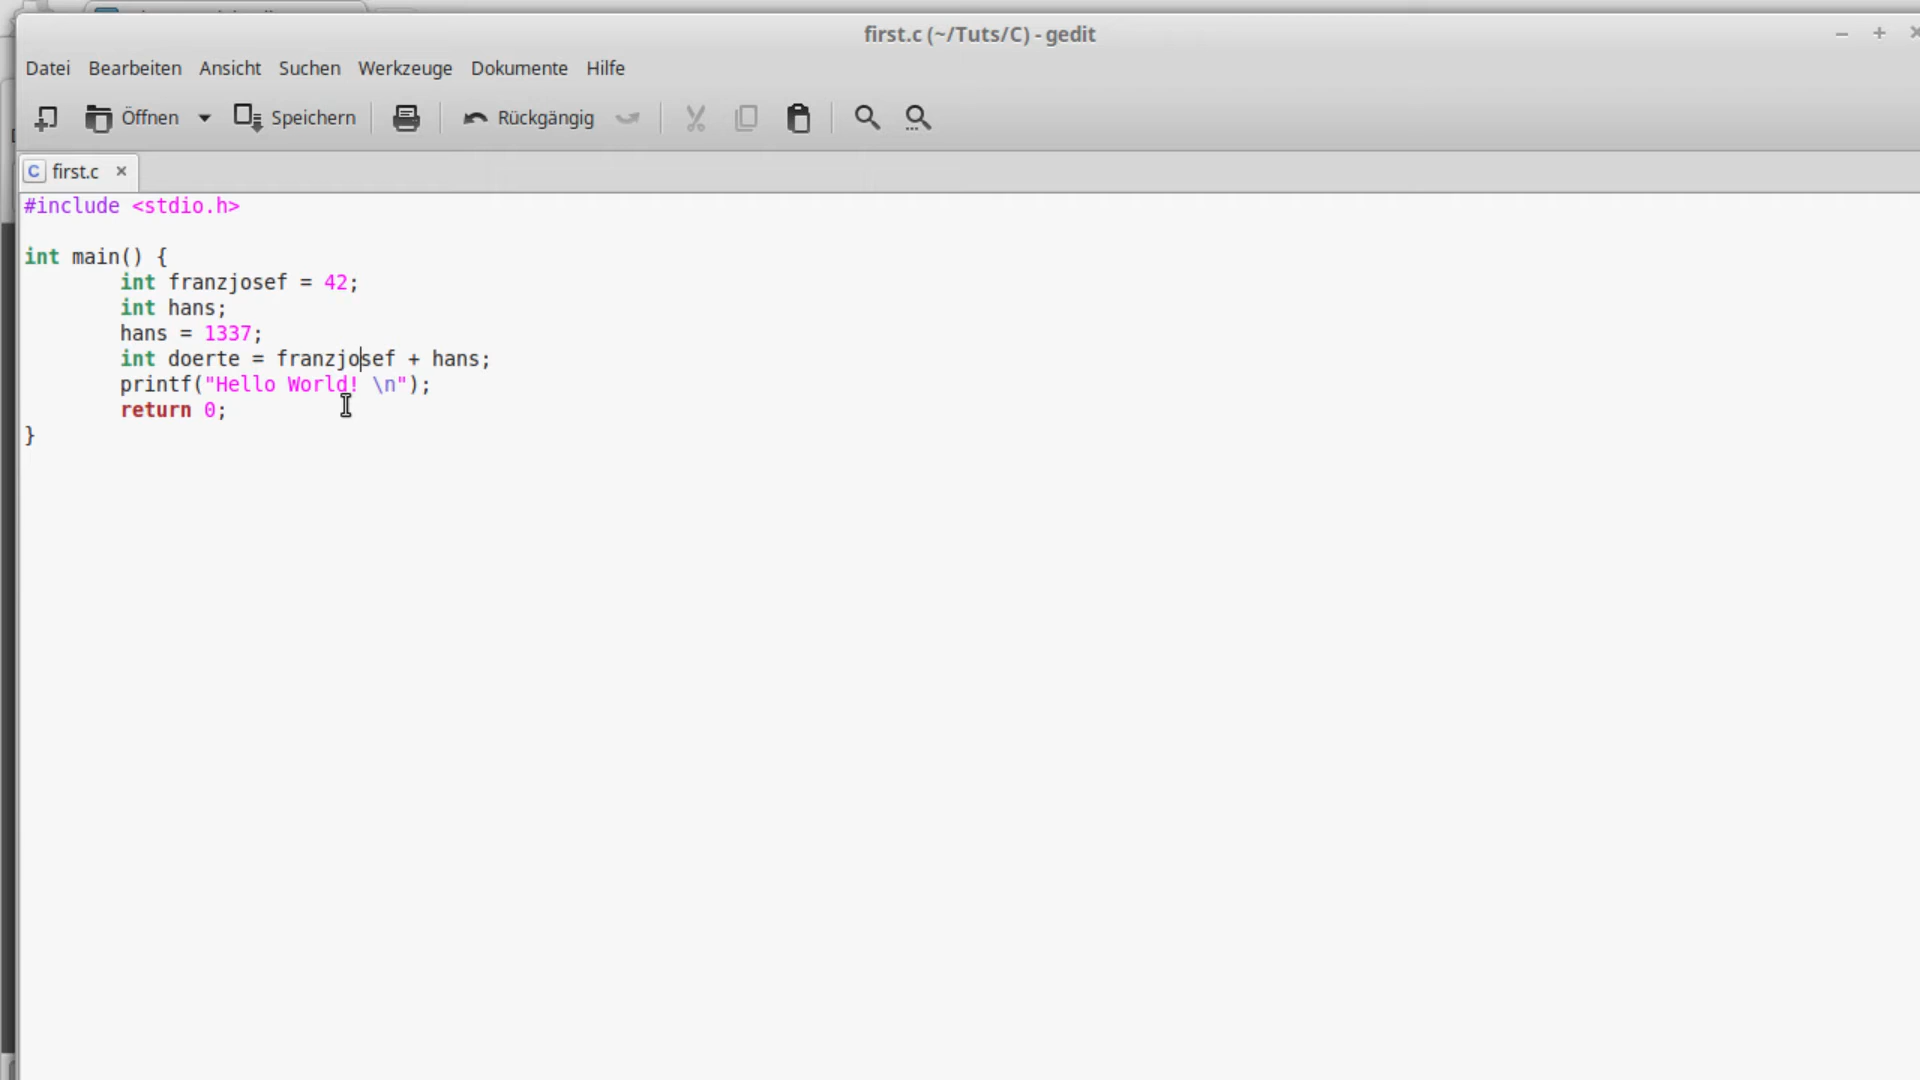 first.c (~/Tuts/C) - gedit
Datei Bearbeiten Ansicht Suchen Werkzeuge Dokumente Hilfe
Öffnen Speichern Rückgängig
C first.c
#include <stdio.h>
int main() {
int franzjosef = 42;
int hans;
hans = 1337;
int doerte = franzjosef + hans;
printf("Hello World! \n");
return 0;
}